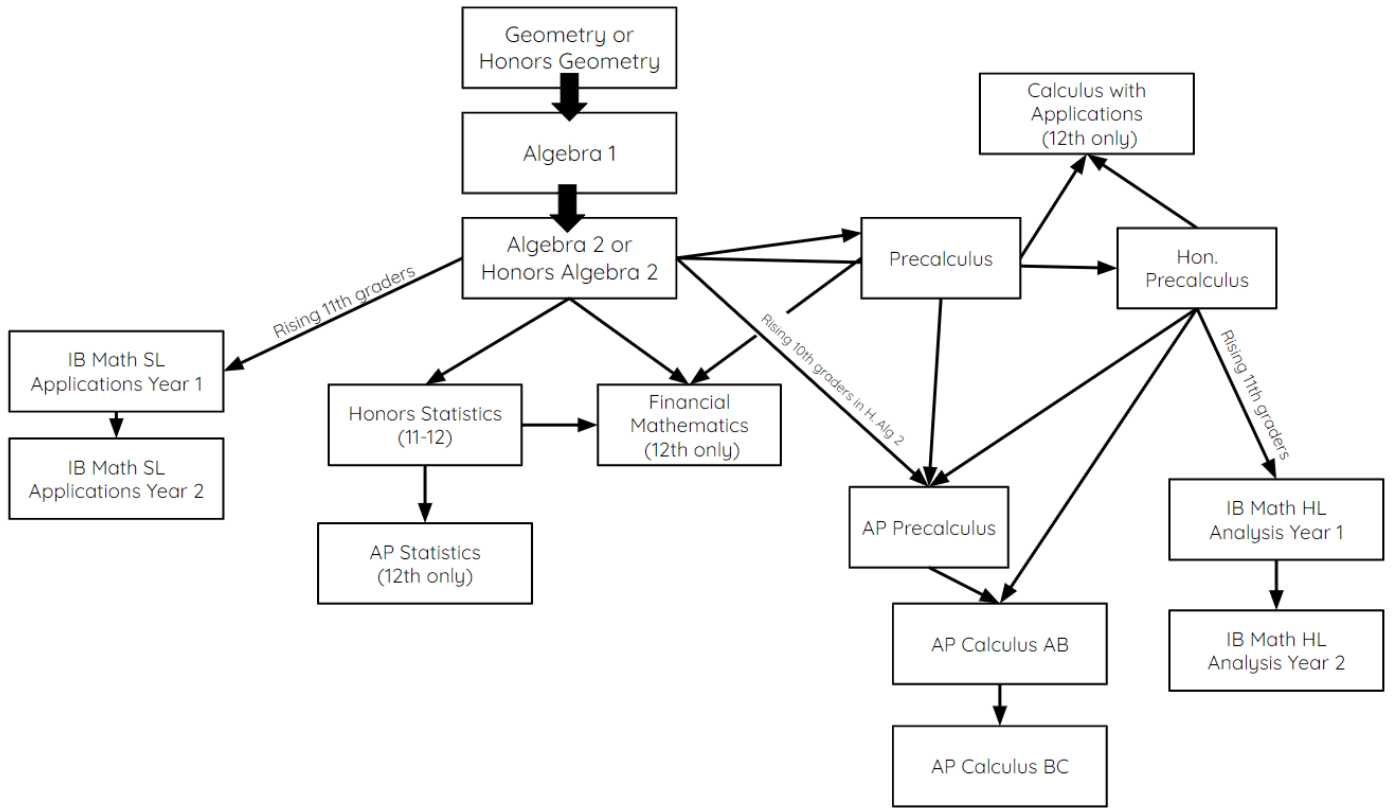 Geometry or
Honors Geometry
Algebra 1
Algebra 2 or
Honors Algebra 2
Calculus with
Applications
(12th only)
Precalculus
Hon.
Precalculus
Rising 11th graders
Rising 10th graders in H. Alg 2
Rising 11th graders
IB Math SL
Applications Year 1
IB Math SL
Applications Year 2
Honors Statistics
(11-12)
Financial
Mathematics
(12th only)
AP Statistics
(12th only)
AP Precalculus
IB Math HL
Analysis Year 1
AP Calculus AB
IB Math HL
Analysis Year 2
AP Calculus BC